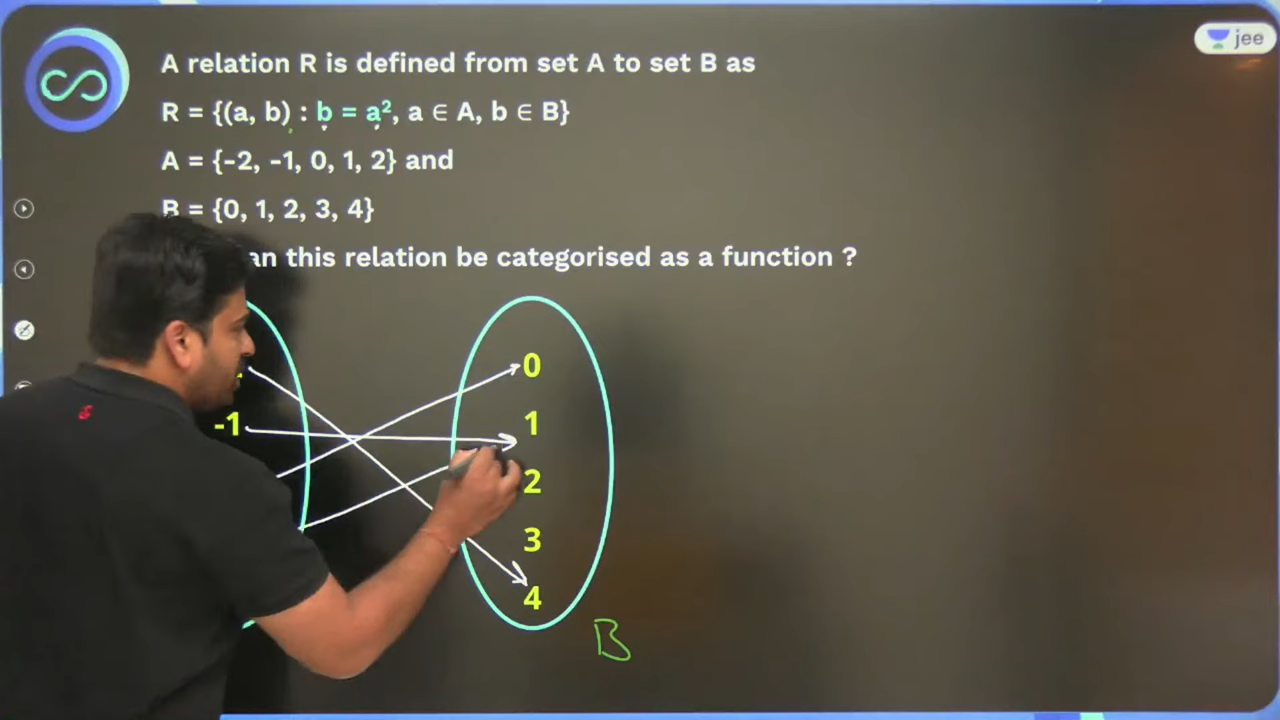 jee
A relation R is defined from set A to set B as
R = {(a, b) : b = a², a ∈ A, b ∈ B}
A = {-2, -1, 0, 1, 2} and
B = {0, 1, 2, 3, 4}
this relation be categorised as a function ?
0
-1
1
2
3
4
B